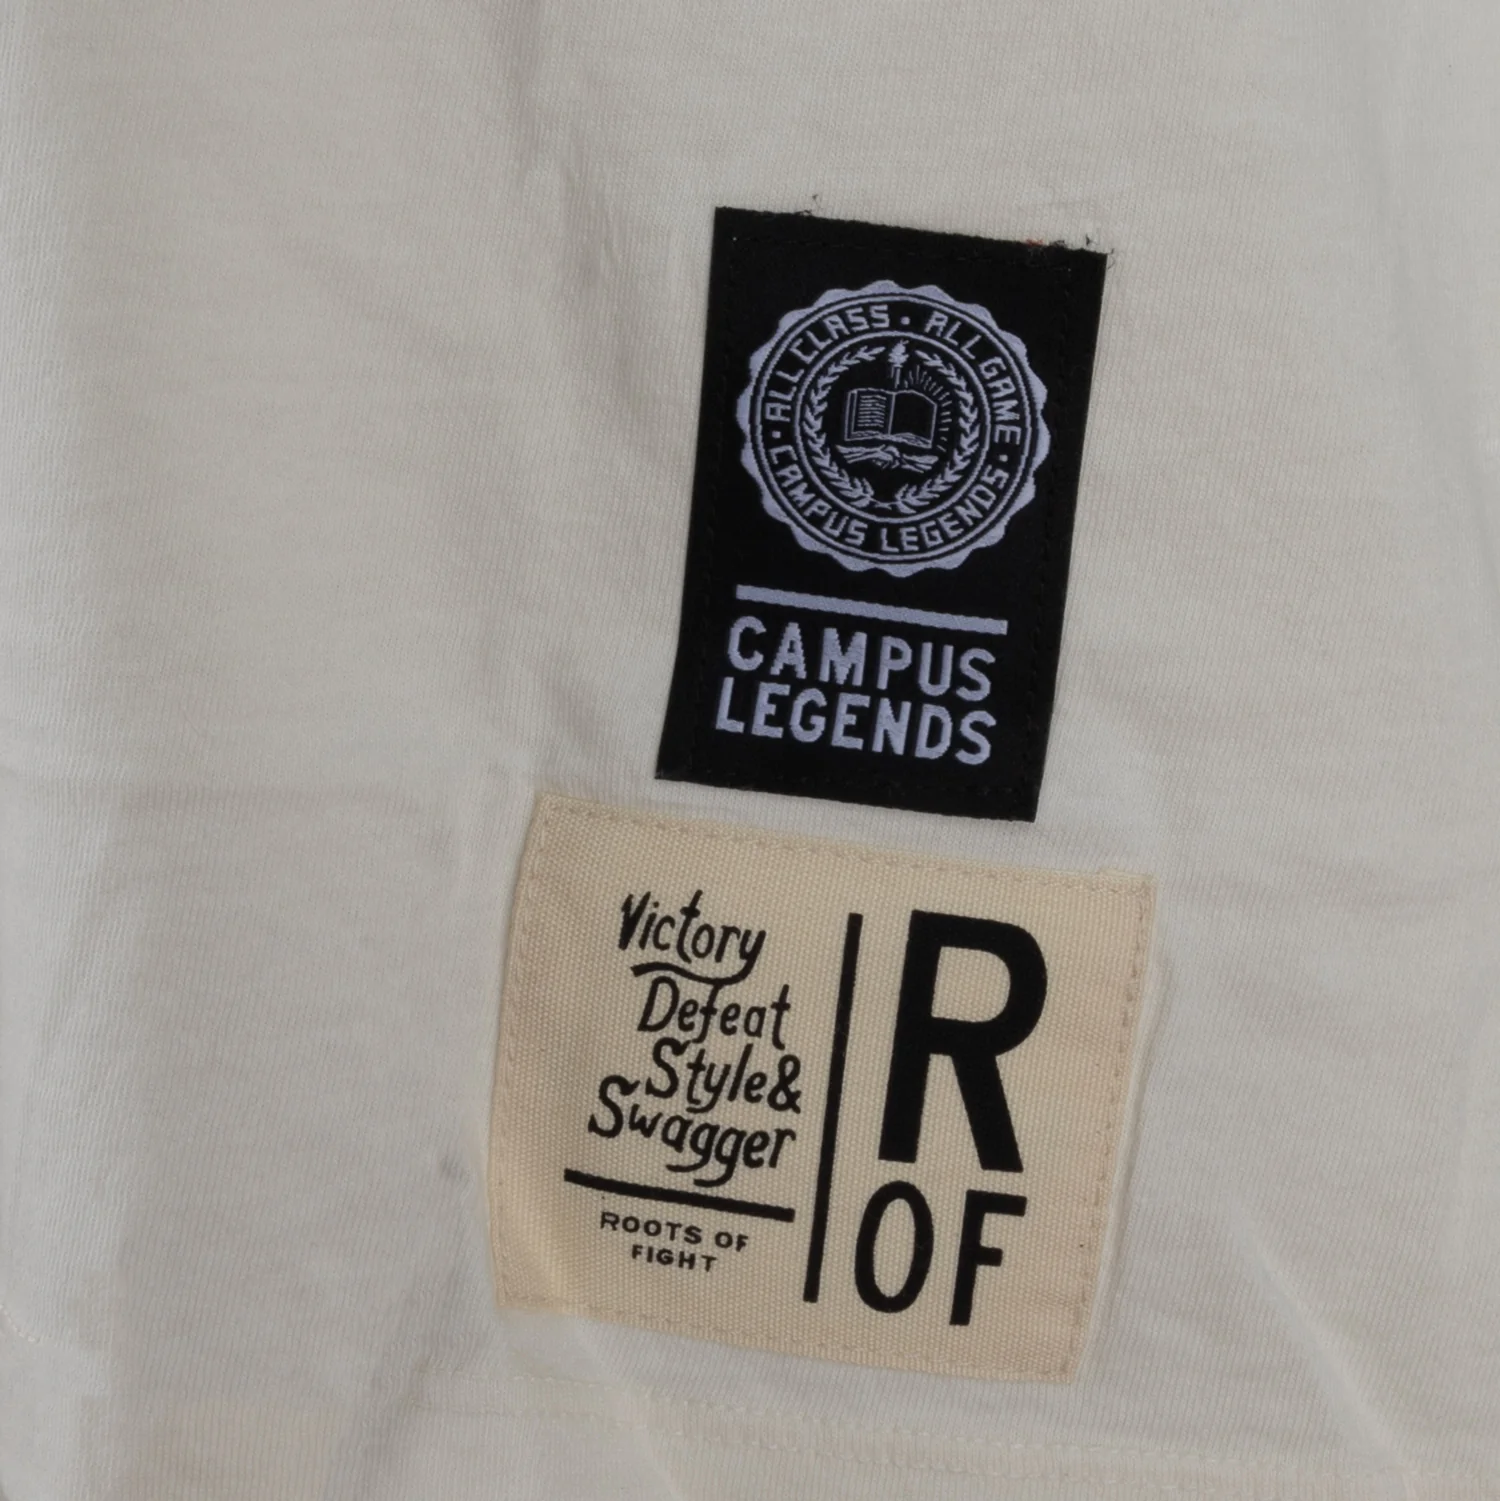 ALL CLASS · ALL GAME ·
CAMPUS LEGENDS ·
CAMPUS
LEGENDS
Victory
Defeat
Style&
Swagger
ROOTS OF
FIGHT
R
OF